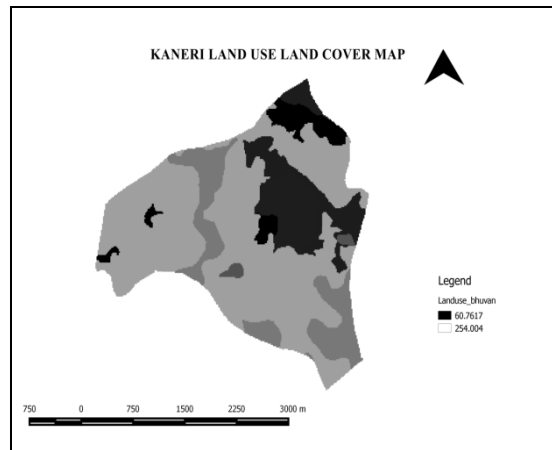 KANERI LAND USE LAND COVER MAP
Legend
Landuse_bhuvan
60.7617
254.004
750 0 750 1500 2250 3000 m